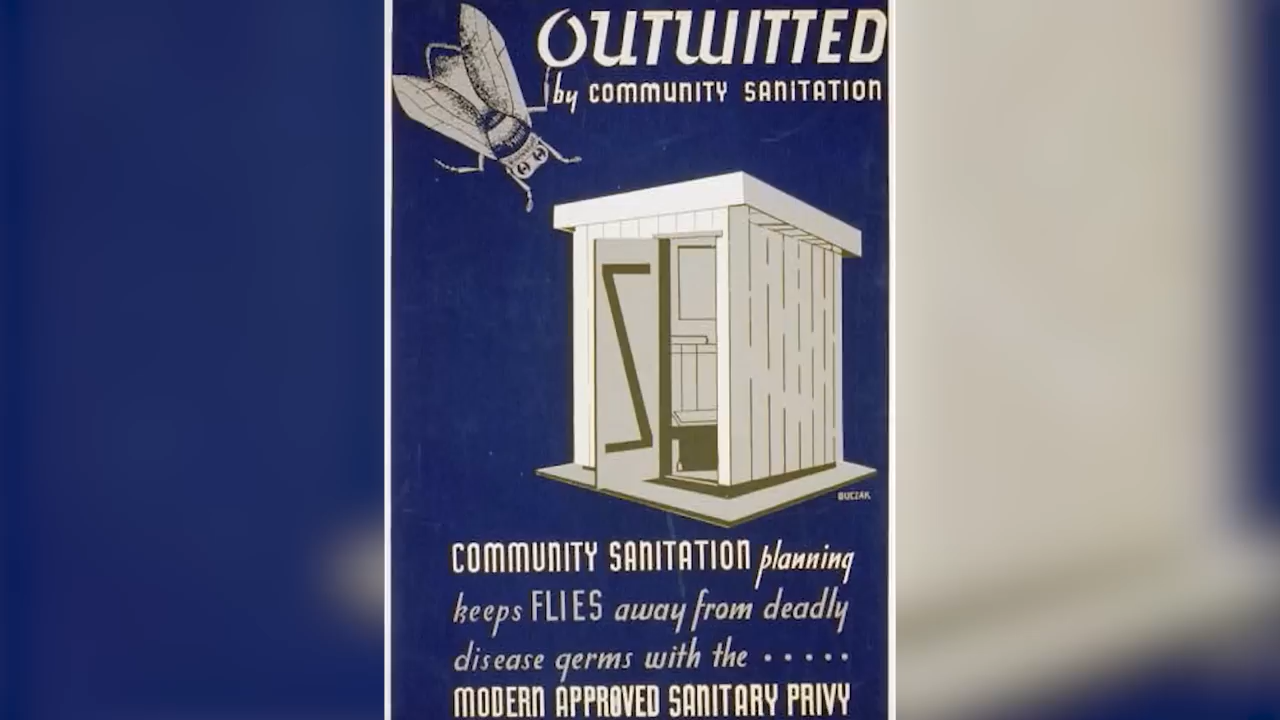 OUTWITTED
by COMMUNITY SANITATION
BUCZAK
COMMUNITY SANITATION planning
keeps FLIES away from deadly
disease germs with the .....
MODERN APPROVED SANITARY PRIVY